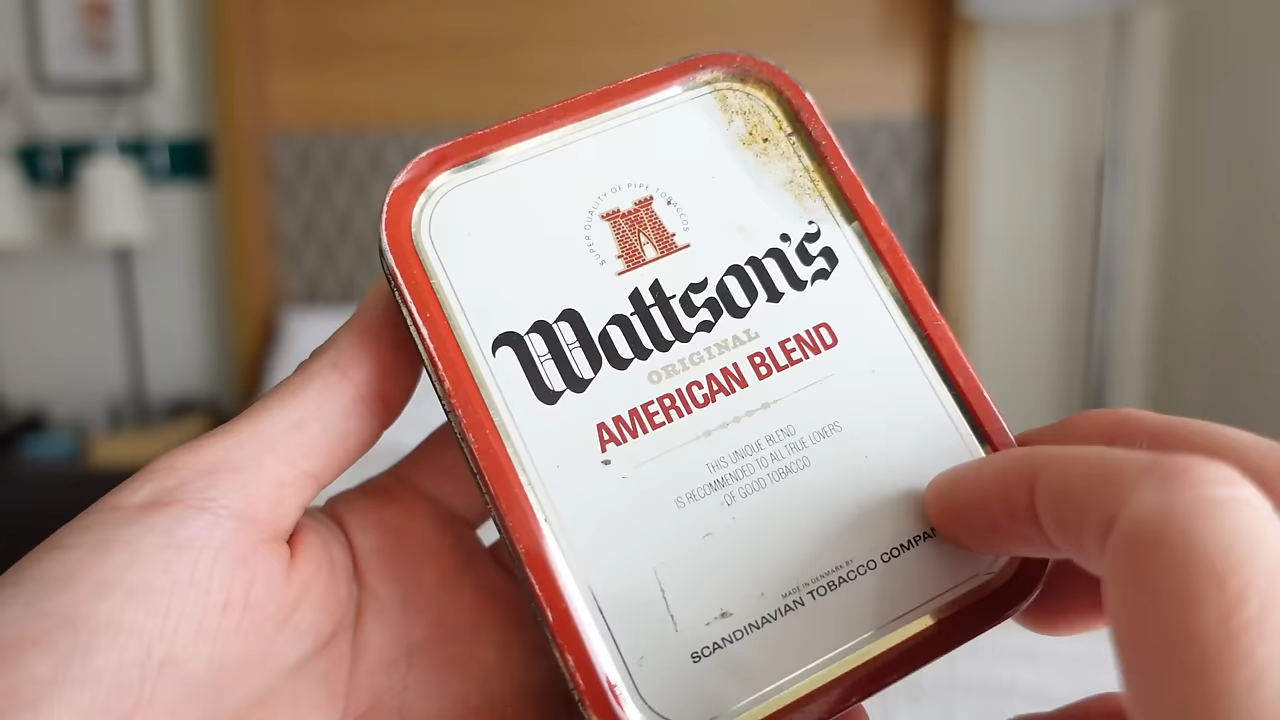 SUPER QUALITY OF PIPE TOBACCOS
Wattson's
ORIGINAL
AMERICAN BLEND
THIS UNIQUE BLEND
IS RECOMMENDED TO ALL TRUE LOVERS
OF GOOD TOBACCO
MADE IN DENMARK BY
SCANDINAVIAN TOBACCO COMPAN